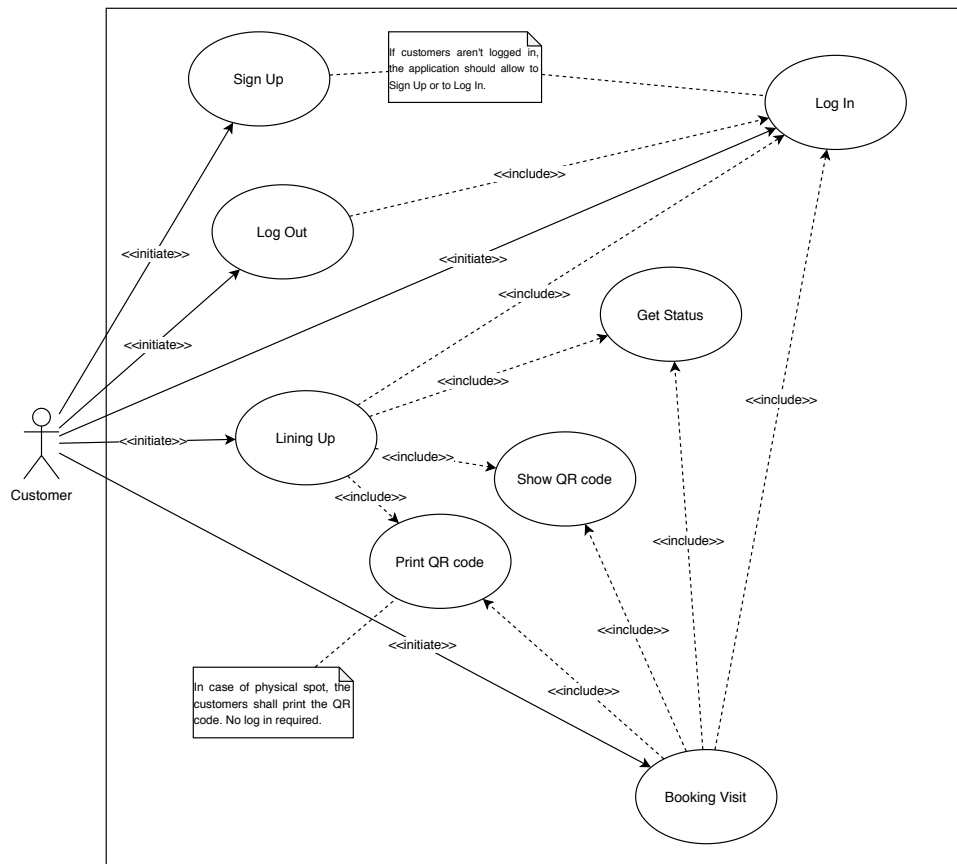 If customers aren't logged in,
the application should allow to
Sign Up or to Log In.
Sign Up
Log In
<<include>>
Log Out
<<initiate>>
<<initiate>>
<<include>>
Get Status
<<initiate>>
<<include>>
<<include>>
Lining Up
<<initiate>>
<<include>>
Show QR code
Customer
<<include>>
<<include>>
Print QR code
<<include>>
<<initiate>>
In case of physical spot, the
customers shall print the QR
code. No log in required.
<<include>>
Booking Visit